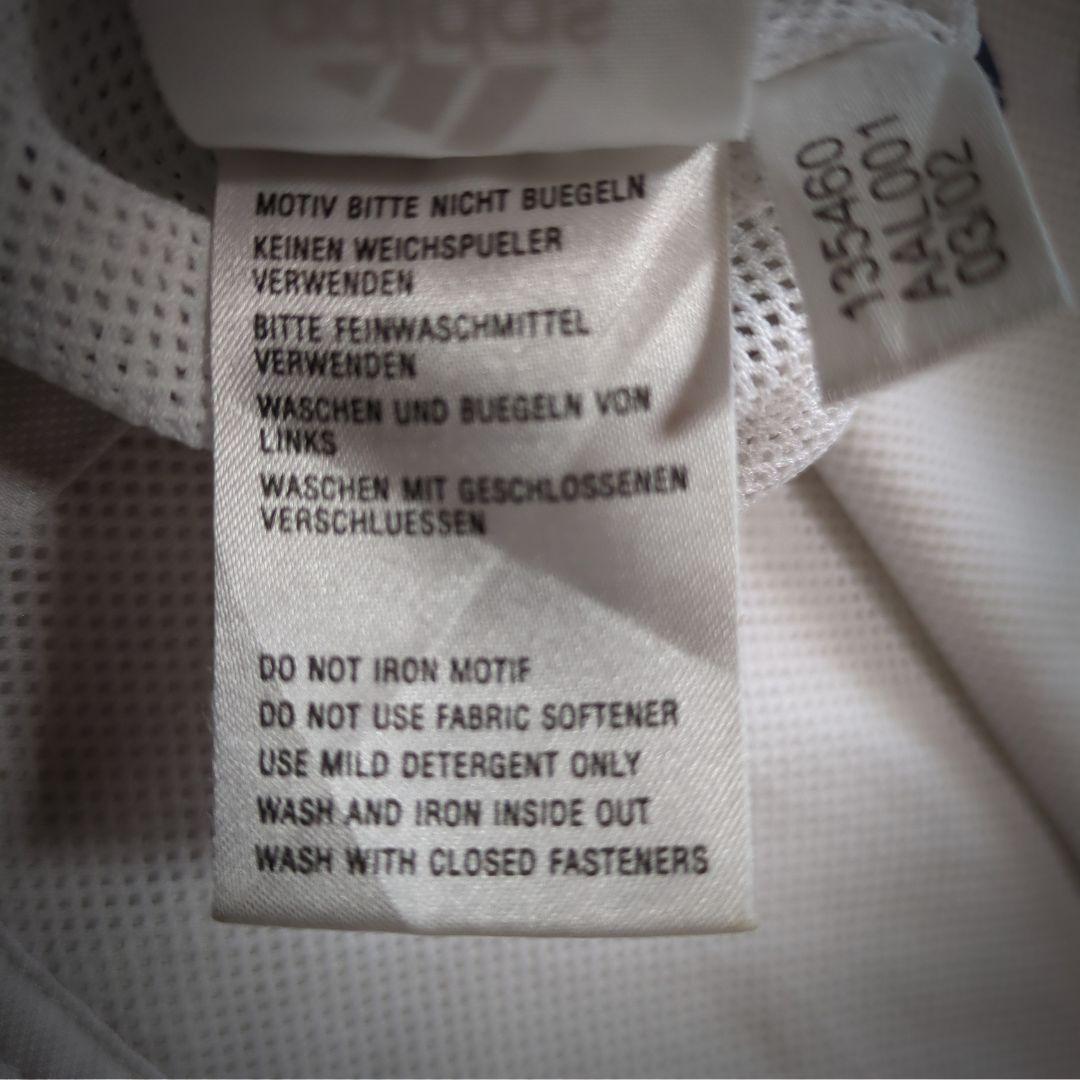 adidas
MOTIV BITTE NICHT BUEGELN
KEINEN WEICHSPUELER
VERWENDEN
BITTE FEINWASCHMITTEL
VERWENDEN
WASCHEN UND BUEGELN VON
LINKS
WASCHEN MIT GESCHLOSSENEN
VERSCHLUESSEN
DO NOT IRON MOTIF
DO NOT USE FABRIC SOFTENER
USE MILD DETERGENT ONLY
WASH AND IRON INSIDE OUT
WASH WITH CLOSED FASTENERS
135460
AAL001
03/02